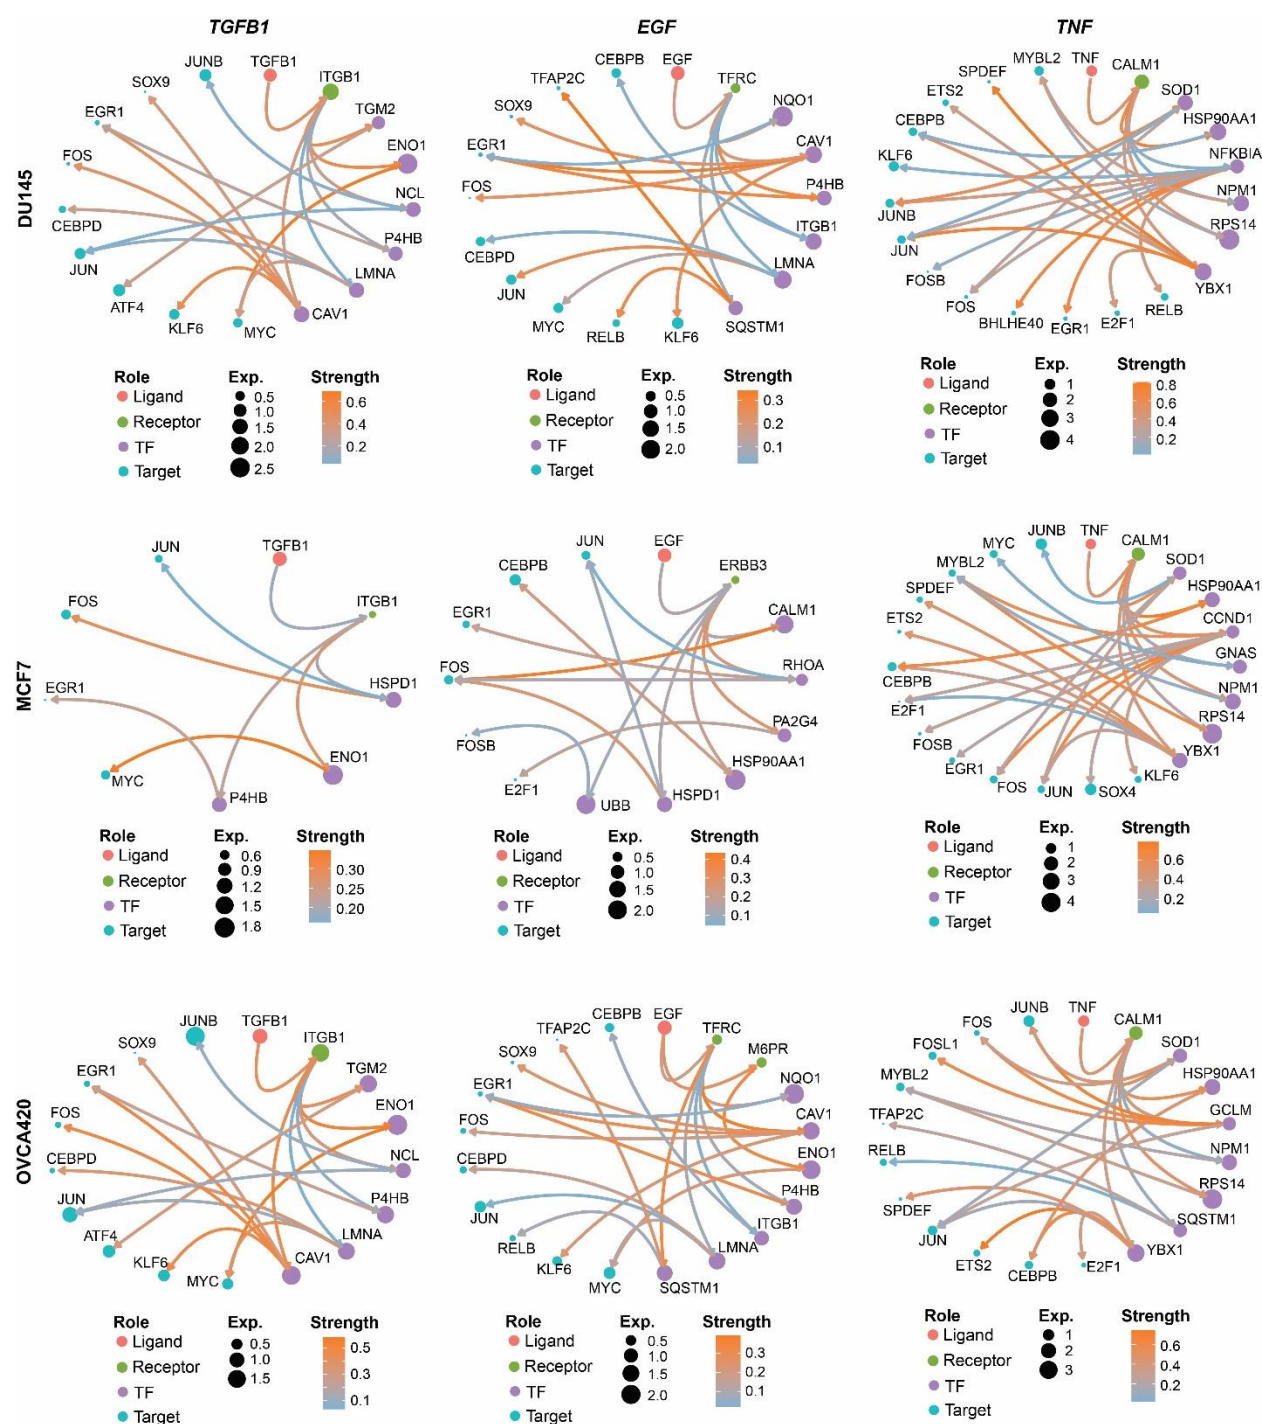 TGFB1
EGF
TNF
DU145
JUNB
TGFB1
ITGB1
SOX9
TGM2
EGR1
ENO1
FOS
NCL
CEBPD
P4HB
JUN
LMNA
ATF4
CAV1
KLF6
MYC
Role
Ligand
Receptor
TF
Target
Exp.
0.5
1.0
1.5
2.0
2.5
Strength
0.6
0.4
0.2
CEBPB
EGF
TFRC
TFAP2C
NQO1
SOX9
CAV1
EGR1
P4HB
FOS
ITGB1
CEBPD
LMNA
JUN
SQSTM1
MYC
RELB
KLF6
Role
Ligand
Receptor
TF
Target
Exp.
0.5
1.0
1.5
2.0
Strength
0.3
0.2
0.1
MYBL2
TNF
CALM1
SPDEF
SOD1
ETS2
HSP90AA1
CEBPB
NFKBIA
KLF6
NPM1
JUNB
RPS14
JUN
YBX1
FOSB
RELB
FOS
E2F1
BHLHE40
EGR1
Role
Ligand
Receptor
TF
Target
Exp.
1
2
3
4
Strength
0.8
0.6
0.4
0.2
MCF7
JUN
TGFB1
FOS
ITGB1
HSPD1
EGR1
ENO1
MYC
P4HB
Role
Ligand
Receptor
TF
Target
Exp.
0.6
0.9
1.2
1.5
1.8
Strength
0.30
0.25
0.20
JUN
EGF
CEBPB
ERBB3
EGR1
CALM1
FOS
RHOA
FOSB
PA2G4
E2F1
HSP90AA1
UBB
HSPD1
Role
Ligand
Receptor
TF
Target
Exp.
0.5
1.0
1.5
2.0
Strength
0.4
0.3
0.2
0.1
JUNB
TNF
CALM1
MYC
SOD1
MYBL2
HSP90AA1
SPDEF
CCND1
ETS2
GNAS
CEBPB
NPM1
E2F1
RPS14
FOSB
YBX1
EGR1
KLF6
FOS
JUN
SOX4
Role
Ligand
Receptor
TF
Target
Exp.
1
2
3
4
Strength
0.6
0.4
0.2
OVCA420
JUNB
TGFB1
ITGB1
SOX9
TGM2
EGR1
ENO1
FOS
NCL
CEBPD
P4HB
JUN
LMNA
ATF4
CAV1
KLF6
MYC
Role
Ligand
Receptor
TF
Target
Exp.
0.5
1.0
1.5
Strength
0.5
0.3
0.1
CEBPB
EGF
TFRC
TFAP2C
M6PR
SOX9
NQO1
EGR1
CAV1
FOS
ENO1
CEBPD
P4HB
JUN
ITGB1
RELB
LMNA
KLF6
MYC
SQSTM1
Role
Ligand
Receptor
TF
Target
Exp.
0.5
1.0
1.5
2.0
Strength
0.3
0.2
0.1
JUNB
TNF
CALM1
FOS
SOD1
FOSL1
HSP90AA1
MYBL2
GCLM
TFAP2C
NPM1
RELB
RPS14
SPDEF
SQSTM1
JUN
YBX1
ETS2
CEBPB
E2F1
Role
Ligand
Receptor
TF
Target
Exp.
1
2
3
Strength
0.6
0.4
0.2